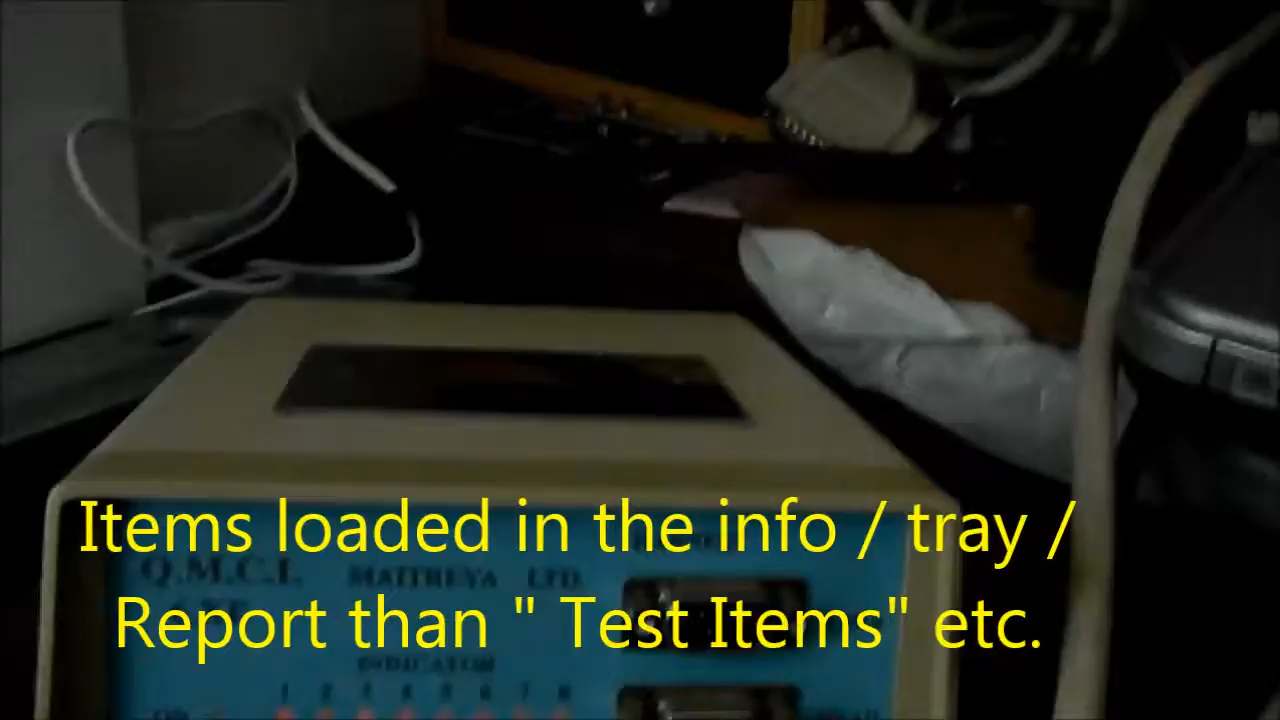 Items loaded in the info / tray /
Report than " Test Items" etc.
Q.M.C.I.
MAITREYA LTD.
INDICATOR
1 2 3 4 5 6 7 8